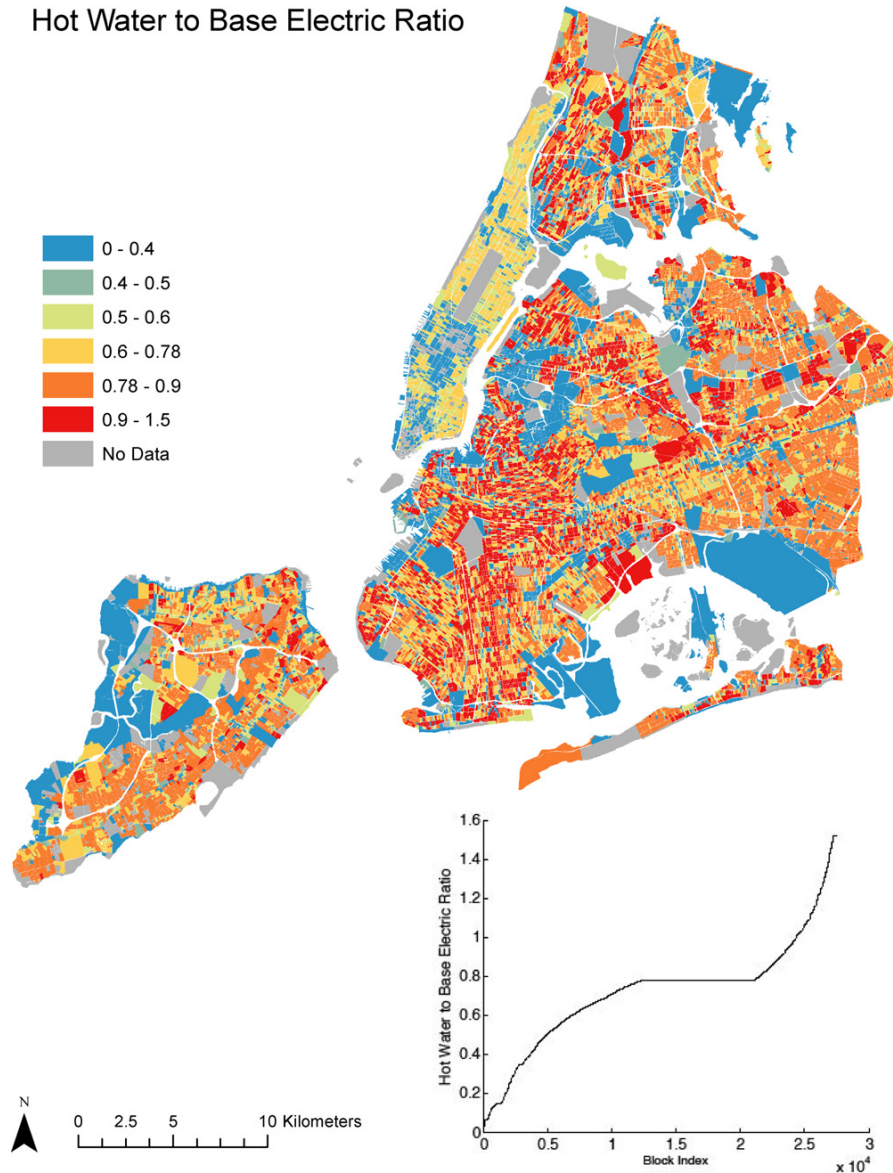 Hot Water to Base Electric Ratio
0 - 0.4
0.4 - 0.5
0.5 - 0.6
0.6 - 0.78
0.78 - 0.9
0.9 - 1.5
No Data
1.6
1.4
1.2
1
0.8
0.6
0.4
0.2
0
Hot Water to Base Electric Ratio
0 0.5 1 1.5 2 2.5 3
Block Index
x 10⁴
N
0 2.5 5 10 Kilometers